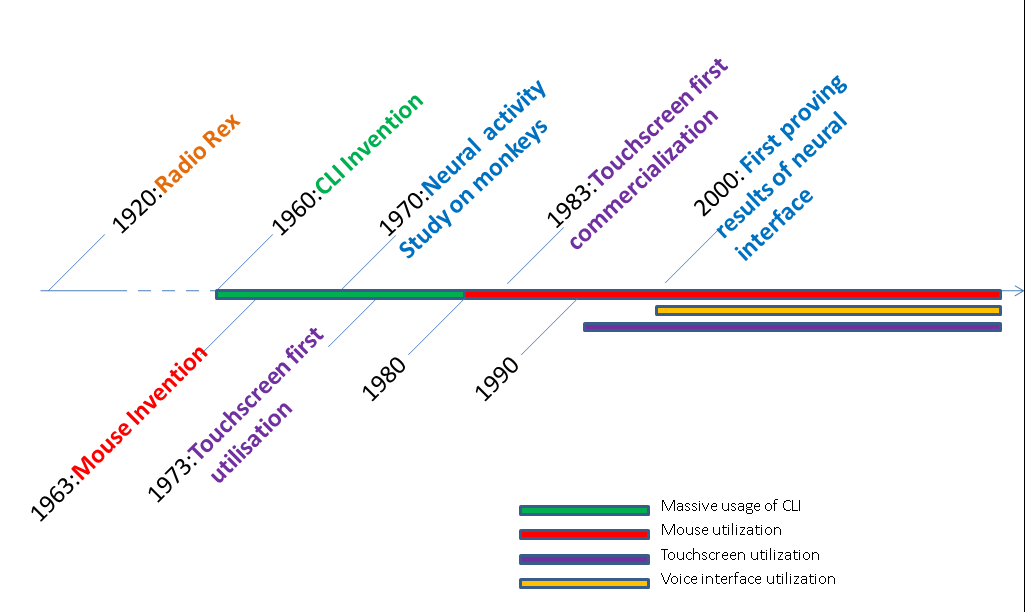 1920:Radio Rex
1960:CLI Invention
1970:Neural activity
Study on monkeys
1983:Touchscreen first
commercialization
2000: First proving
results of neural
interface
1963:Mouse Invention
1973:Touchscreen first
utilisation
1980
1990
Massive usage of CLI
Mouse utilization
Touchscreen utilization
Voice interface utilization